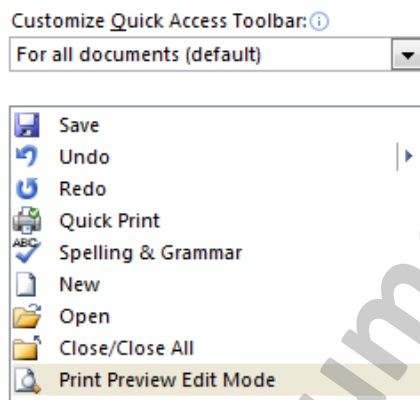 Customize Quick Access Toolbar:
For all documents (default)
Save
Undo
Redo
Quick Print
ABC
Spelling & Grammar
New
Open
Close/Close All
Print Preview Edit Mode